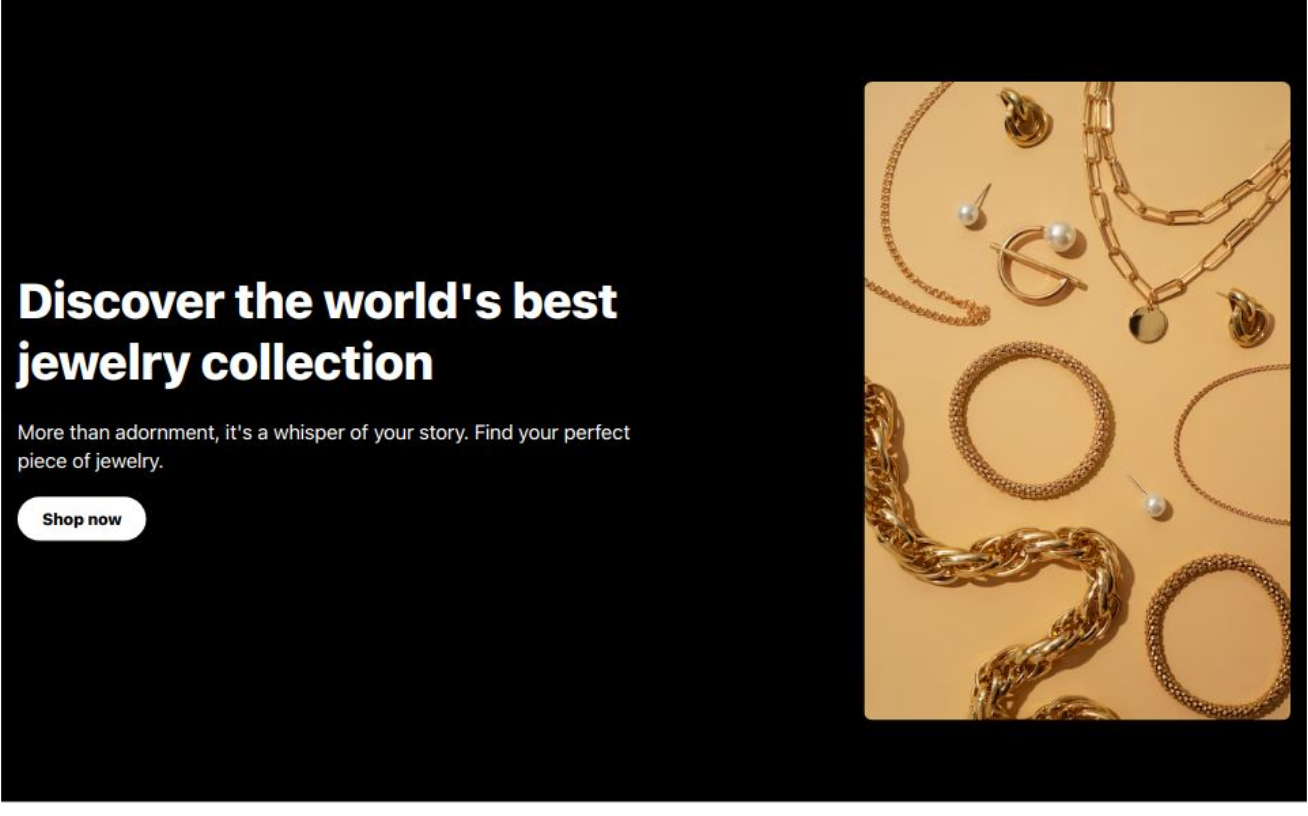 Discover the world's best
jewelry collection
More than adornment, it's a whisper of your story. Find your perfect
piece of jewelry.
Shop now